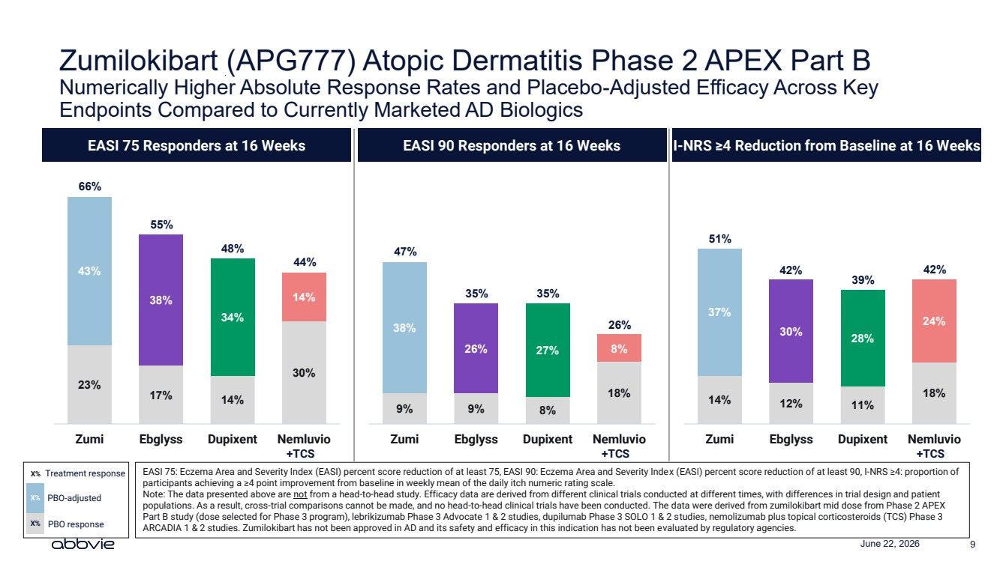 Zumilokibart (APG777) Atopic Dermatitis Phase 2 APEX Part B
Numerically Higher Absolute Response Rates and Placebo-Adjusted Efficacy Across Key
Endpoints Compared to Currently Marketed AD Biologics
EASI 75 Responders at 16 Weeks
66%
43%
23%
55%
38%
17%
48%
34%
14%
44%
14%
30%
Zumi
Ebglyss
Dupixent
Nemluvio
+TCS
EASI 90 Responders at 16 Weeks
47%
38%
9%
35%
26%
9%
35%
27%
8%
26%
8%
18%
Zumi
Ebglyss
Dupixent
Nemluvio
+TCS
I-NRS ≥4 Reduction from Baseline at 16 Weeks
51%
37%
14%
42%
30%
12%
39%
28%
11%
42%
24%
18%
Zumi
Ebglyss
Dupixent
Nemluvio
+TCS
X% Treatment response
X% PBO-adjusted
X% PBO response
EASI 75: Eczema Area and Severity Index (EASI) percent score reduction of at least 75, EASI 90: Eczema Area and Severity Index (EASI) percent score reduction of at least 90, I-NRS ≥4: proportion of
participants achieving a ≥4 point improvement from baseline in weekly mean of the daily itch numeric rating scale.
Note: The data presented above are not from a head-to-head study. Efficacy data are derived from different clinical trials conducted at different times, with differences in trial design and patient
populations. As a result, cross-trial comparisons cannot be made, and no head-to-head clinical trials have been conducted. The data were derived from zumilokibart mid dose from Phase 2 APEX
Part B study (dose selected for Phase 3 program), lebrikizumab Phase 3 Advocate 1 & 2 studies, dupilumab Phase 3 SOLO 1 & 2 studies, nemolizumab plus topical corticosteroids (TCS) Phase 3
ARCADIA 1 & 2 studies. Zumilokibart has not been approved in AD and its safety and efficacy in this indication has not been evaluated by regulatory agencies.
abbvie
June 22, 2026
9